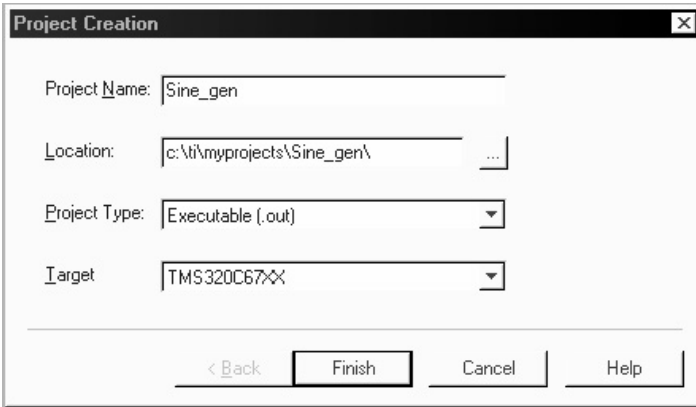 Project Creation
Project Name: Sine_gen
Location: c:\ti\myprojects\Sine_gen\ ...
Project Type: Executable (.out)
Target TMS320C67XX
< Back Finish Cancel Help